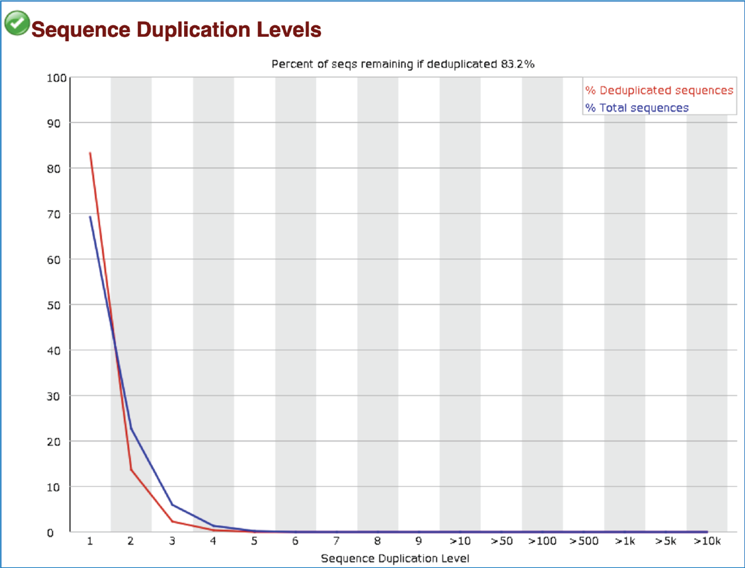 Sequence Duplication Levels
Percent of seqs remaining if deduplicated 83.2%
% Deduplicated sequences
% Total sequences
100
90
80
70
60
50
40
30
20
10
0
1 2 3 4 5 6 7 8 9 >10 >50 >100 >500 >1k >5k >10k
Sequence Duplication Level